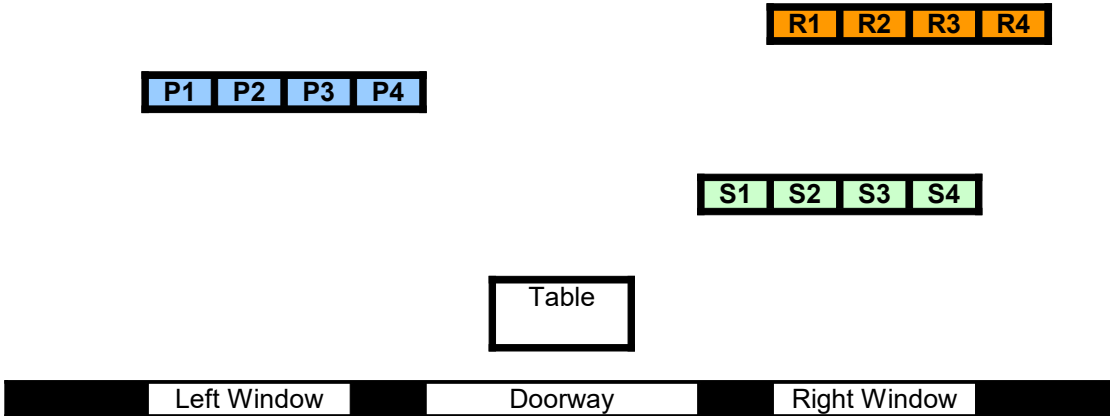 R1 R2 R3 R4
P1 P2 P3 P4
S1 S2 S3 S4
Table
Left Window Doorway Right Window